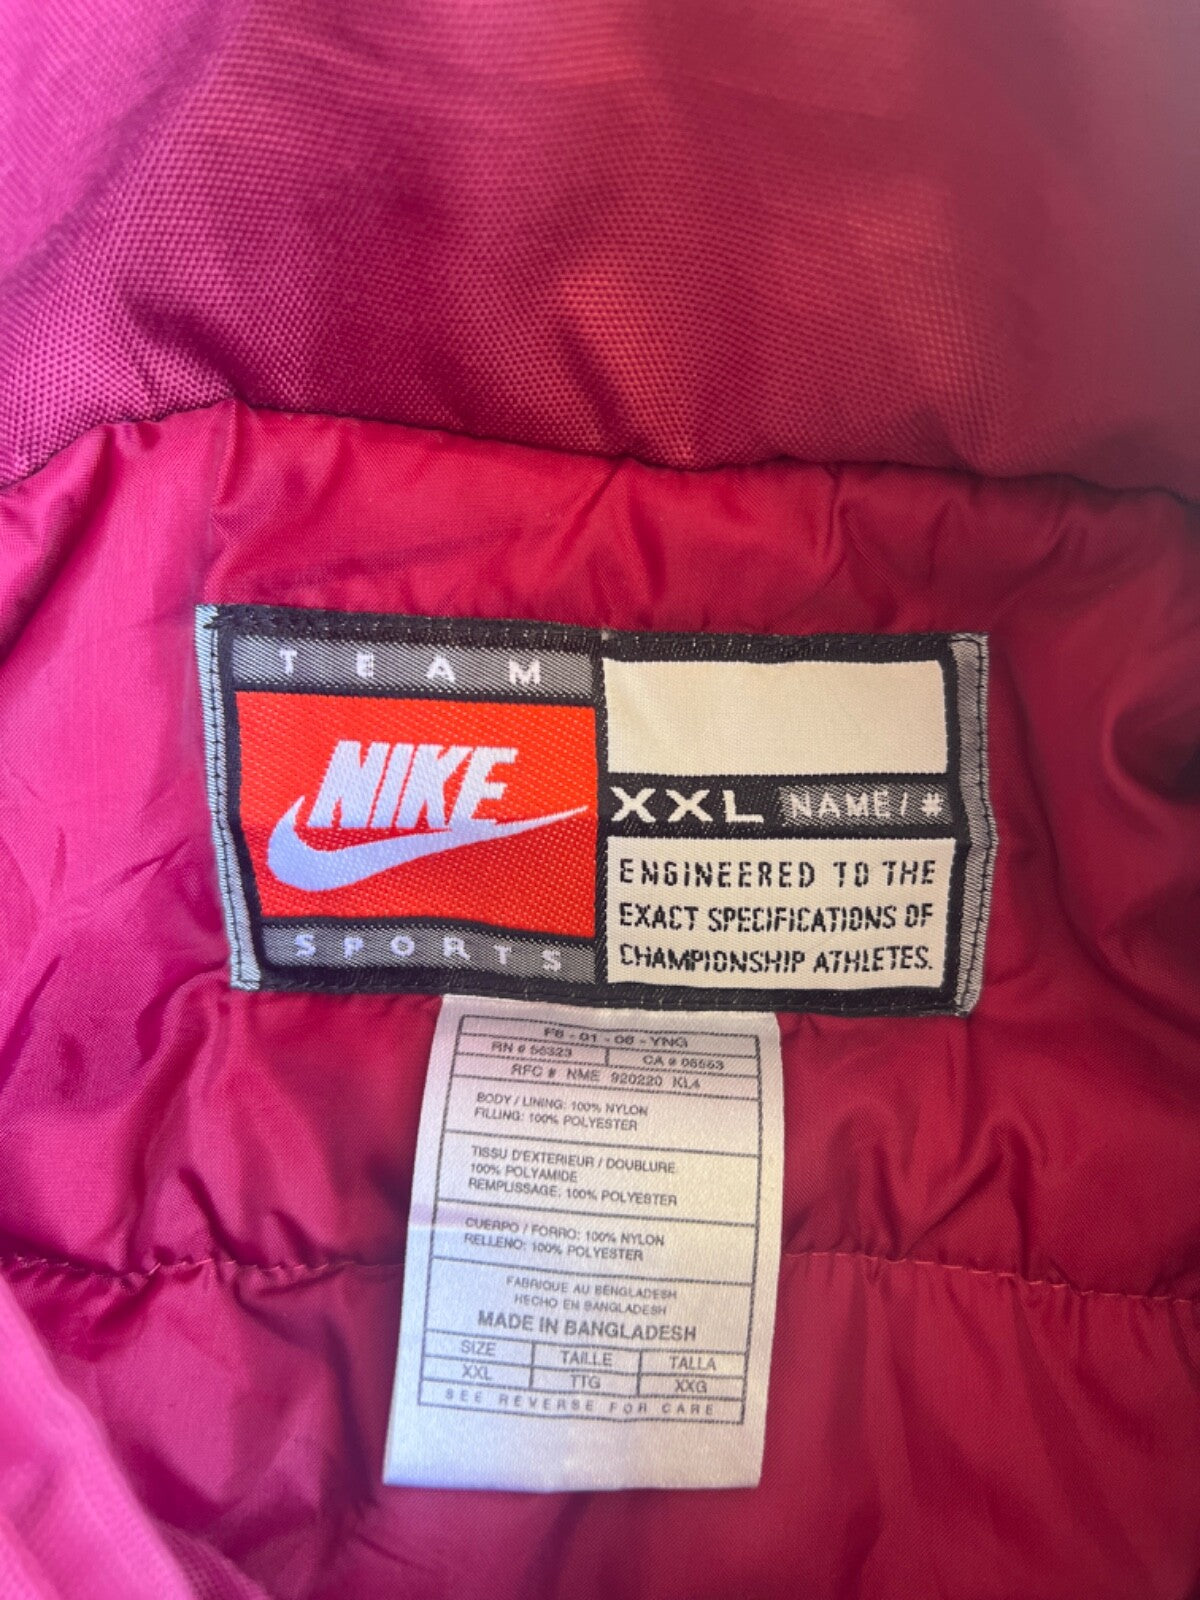 TEAM
NIKE
SPORTS
XXL NAME / #
ENGINEERED TO THE
EXACT SPECIFICATIONS OF
CHAMPIONSHIP ATHLETES.
F6 - 01 - 06 - YNG
RN # 56323 CA # 05553
RFC # NME 920220 KL4
BODY / LINING: 100% NYLON
FILLING: 100% POLYESTER
TISSU D'EXTERIEUR / DOUBLURE:
100% POLYAMIDE
REMPLISSAGE: 100% POLYESTER
CUERPO / FORRO: 100% NYLON
RELLENO: 100% POLYESTER
FABRIQUE AU BENGLADESH
HECHO EN BANGLADESH
MADE IN BANGLADESH
SIZE TAILLE TALLA
XXL TTG XXG
SEE REVERSE FOR CARE